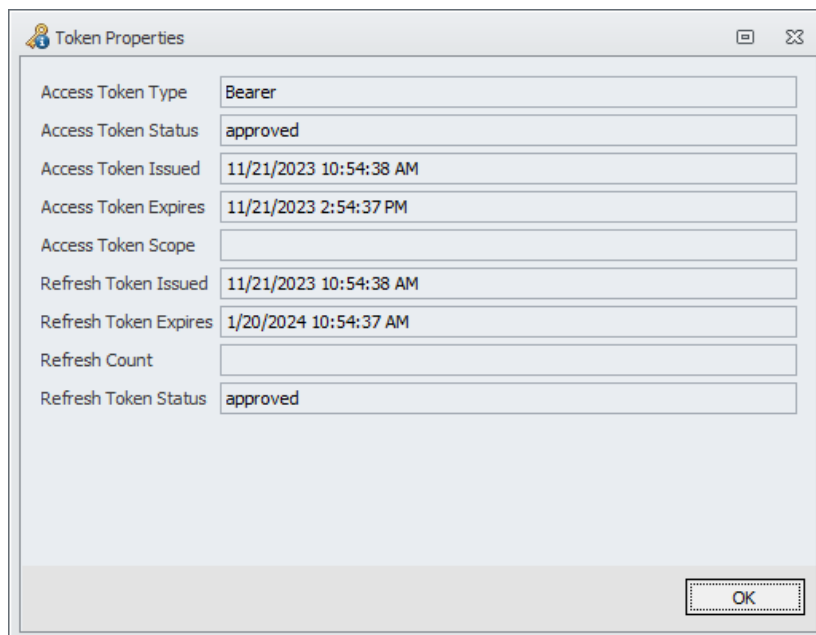 Token Properties
Access Token Type Bearer
Access Token Status approved
Access Token Issued 11/21/2023 10:54:38 AM
Access Token Expires 11/21/2023 2:54:37 PM
Access Token Scope
Refresh Token Issued 11/21/2023 10:54:38 AM
Refresh Token Expires 1/20/2024 10:54:37 AM
Refresh Count
Refresh Token Status approved
OK